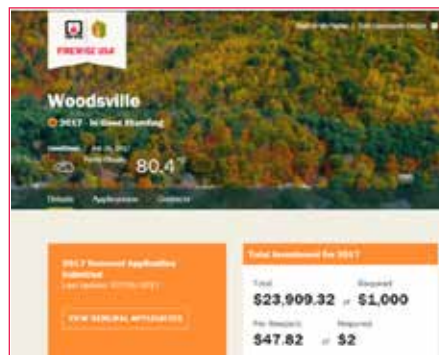 FIREWISE USA
Woodsville
2017 - In Good Standing
80.4°
Details Applications Contacts
2017 Renewal Application
Submitted
VIEW RENEWAL APPLICATION
Total Investment for 2017
Total Required
$23,909.32 of $1,000
Per Resident Required
$47.82 of $2